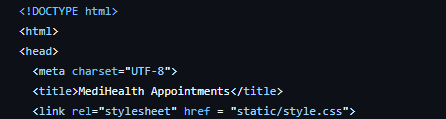 <!DOCTYPE html>
<html>
<head>
<meta charset="UTF-8">
<title>MediHealth Appointments</title>
<link rel="stylesheet" href = "static/style.css">